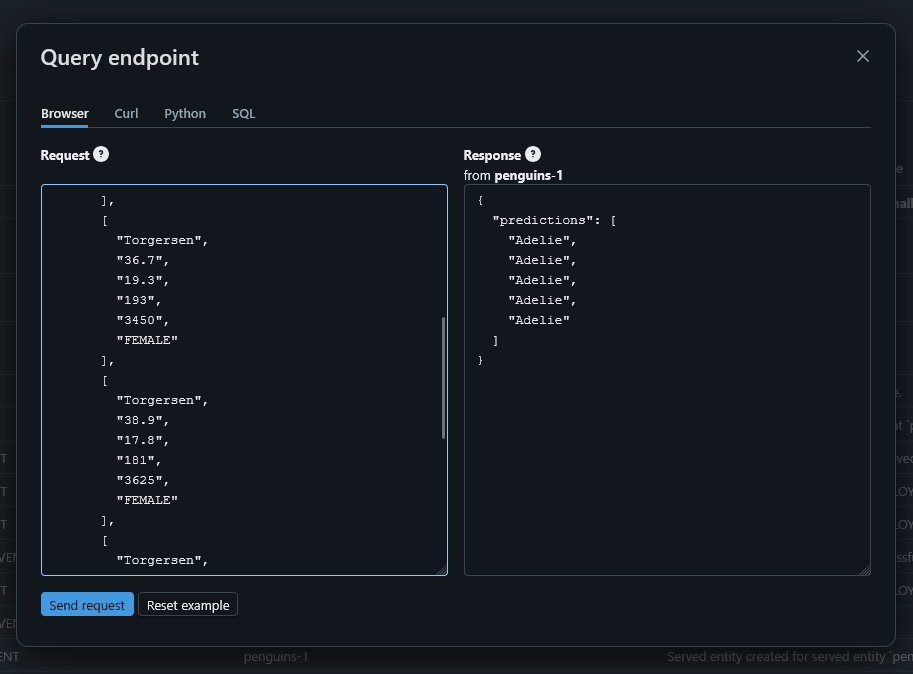 Query endpoint
Browser Curl Python SQL
Request ?
],
[
"Torgersen",
"36.7",
"19.3",
"193",
"3450",
"FEMALE"
],
[
"Torgersen",
"38.9",
"17.8",
"181",
"3625",
"FEMALE"
],
[
"Torgersen",
Response ?
from penguins-1
{
"predictions": [
"Adelie",
"Adelie",
"Adelie",
"Adelie",
"Adelie"
]
}
Send request Reset example
penguins-1 Served entity created for served entity